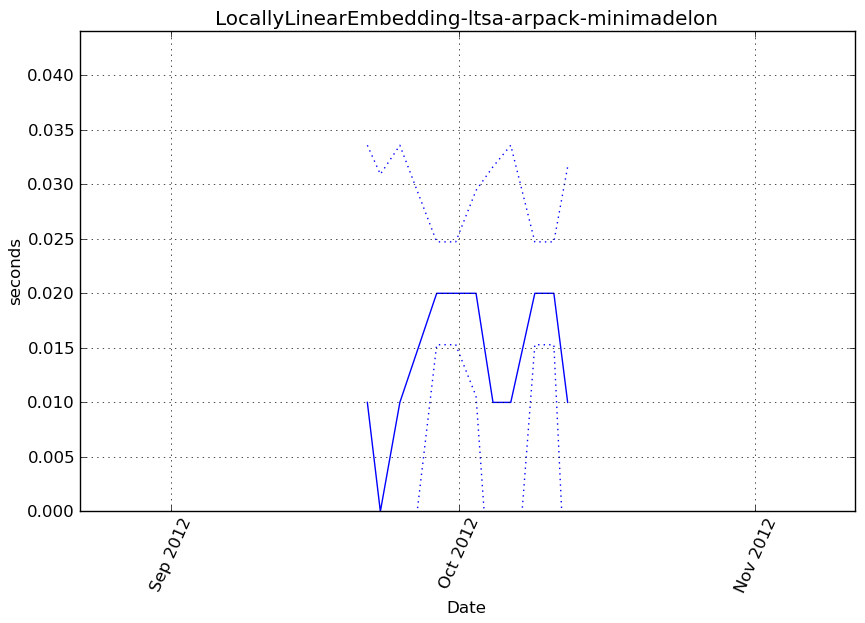 LocallyLinearEmbedding-ltsa-arpack-minimadelon
0.040
0.035
0.030
0.025
0.020
0.015
0.010
0.005
0.000
seconds
Sep 2012
Oct 2012
Nov 2012
Date